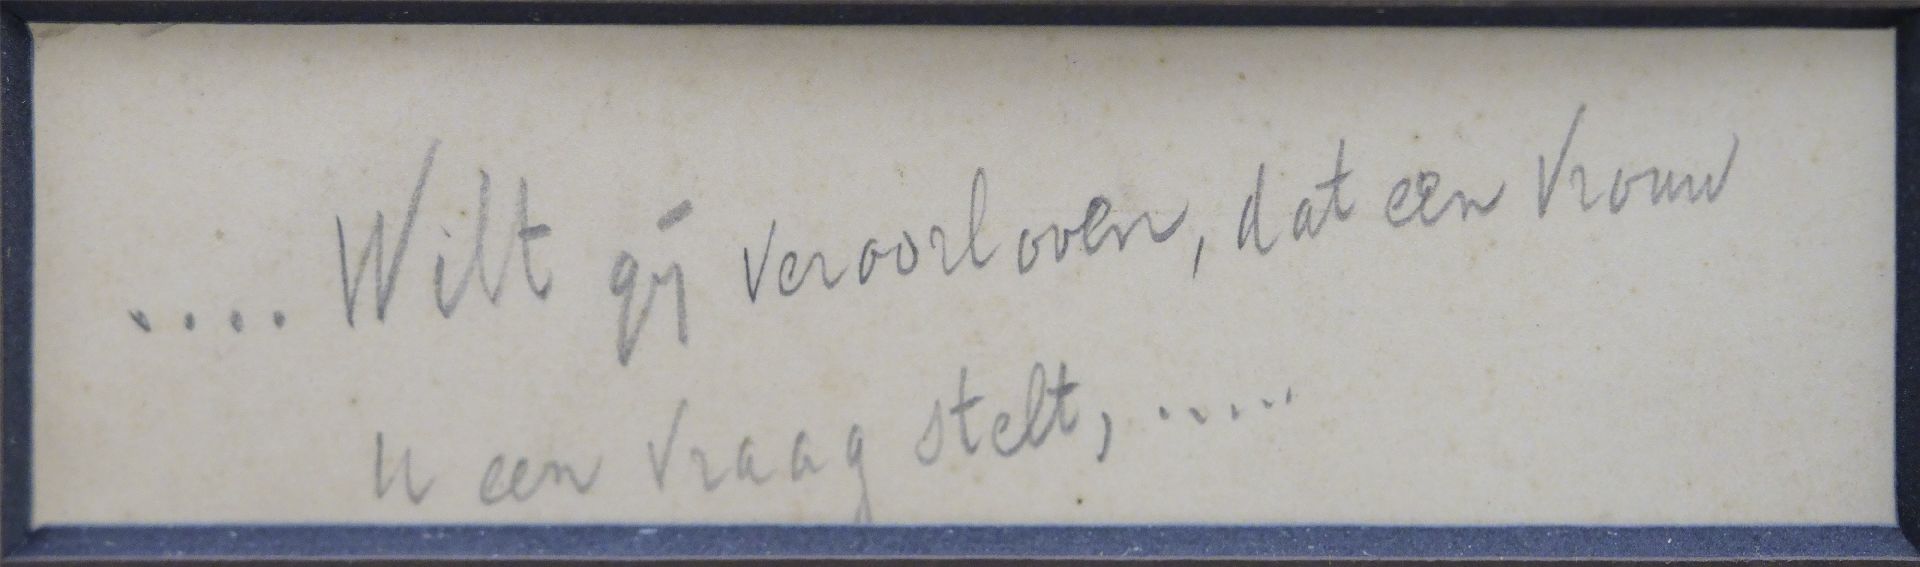 .... Wilt gij veroorloven, dat een Vrouw
u een Vraag stelt, .....